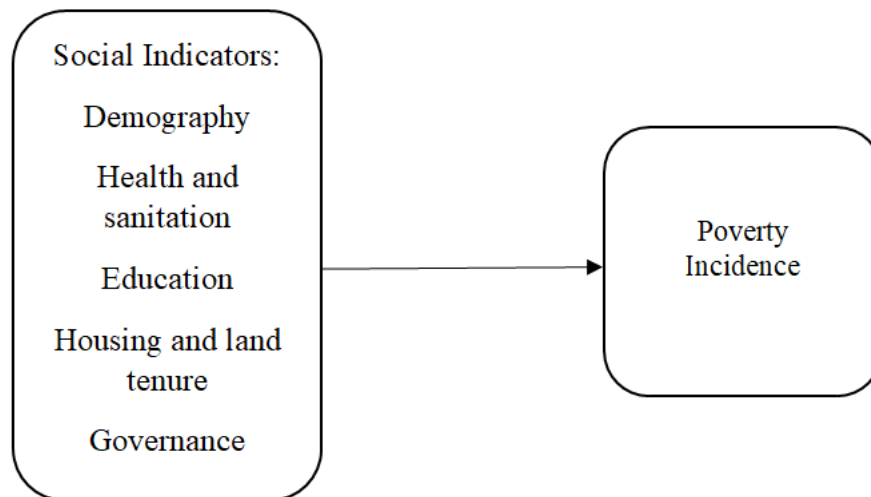 Social Indicators:
Demography
Health and
sanitation
Education
Housing and land
tenure
Governance
Poverty
Incidence